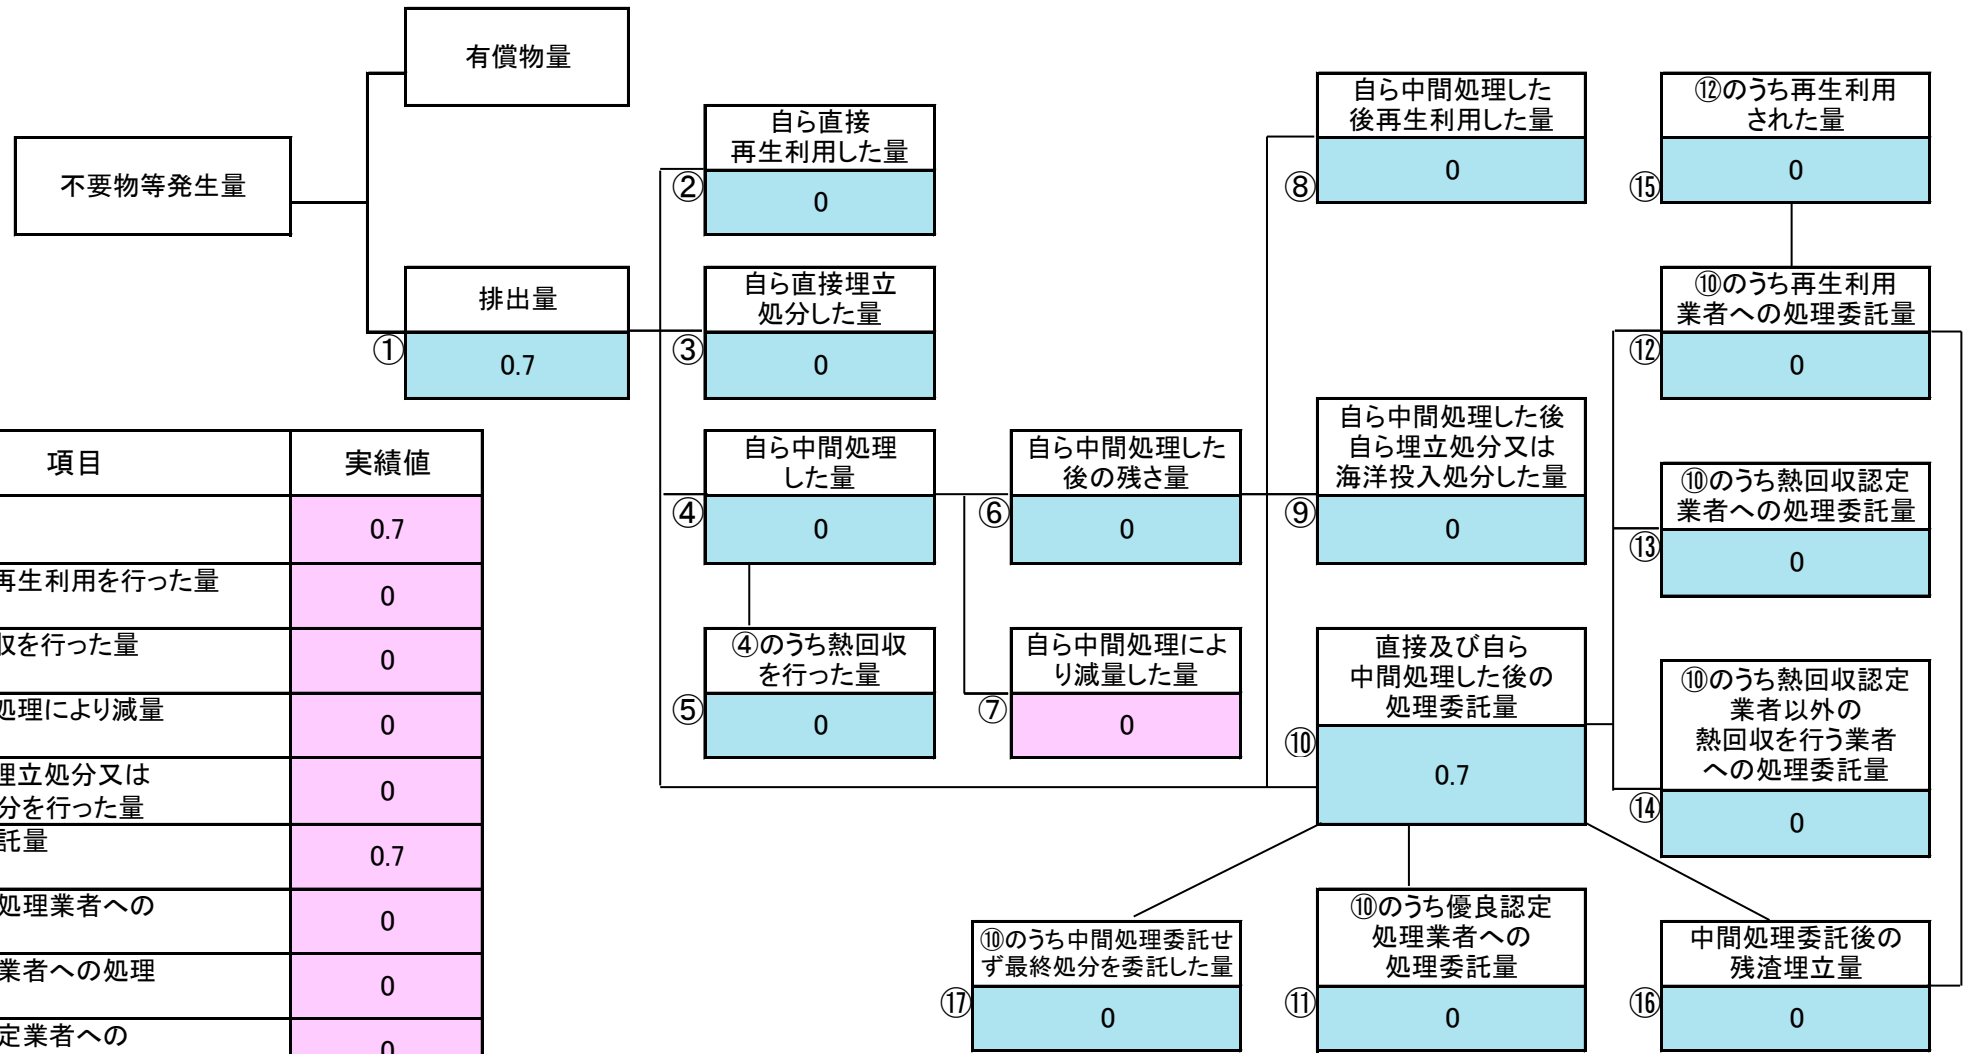 有償物量
不要物等発生量
排出量
①
0.7
自ら直接
再生利用した量
②
0
自ら直接埋立
処分した量
③
0
自ら中間処理
した量
④
0
④のうち熱回収
を行った量
⑤
0
自ら中間処理した
後の残さ量
⑥
0
自ら中間処理によ
り減量した量
⑦
0
自ら中間処理した
後再生利用した量
⑧
0
自ら中間処理した後
自ら埋立処分又は
海洋投入処分した量
⑨
0
直接及び自ら
中間処理した後の
処理委託量
⑩
0.7
⑫のうち再生利用
された量
⑮
0
⑩のうち再生利用
業者への処理委託量
⑫
0
⑩のうち熱回収認定
業者への処理委託量
⑬
0
⑩のうち熱回収認定
業者以外の
熱回収を行う業者
への処理委託量
⑭
0
⑩のうち中間処理委託せ
ず最終処分を委託した量
⑰
0
⑩のうち優良認定
処理業者への
処理委託量
⑪
0
中間処理委託後の
残渣埋立量
⑯
0
項目 実績値
0.7
再生利用を行った量
0
収を行った量
0
処理により減量
0
埋立処分又は
分を行った量
0
託量
0.7
処理業者への
0
業者への処理
0
定業者への
0